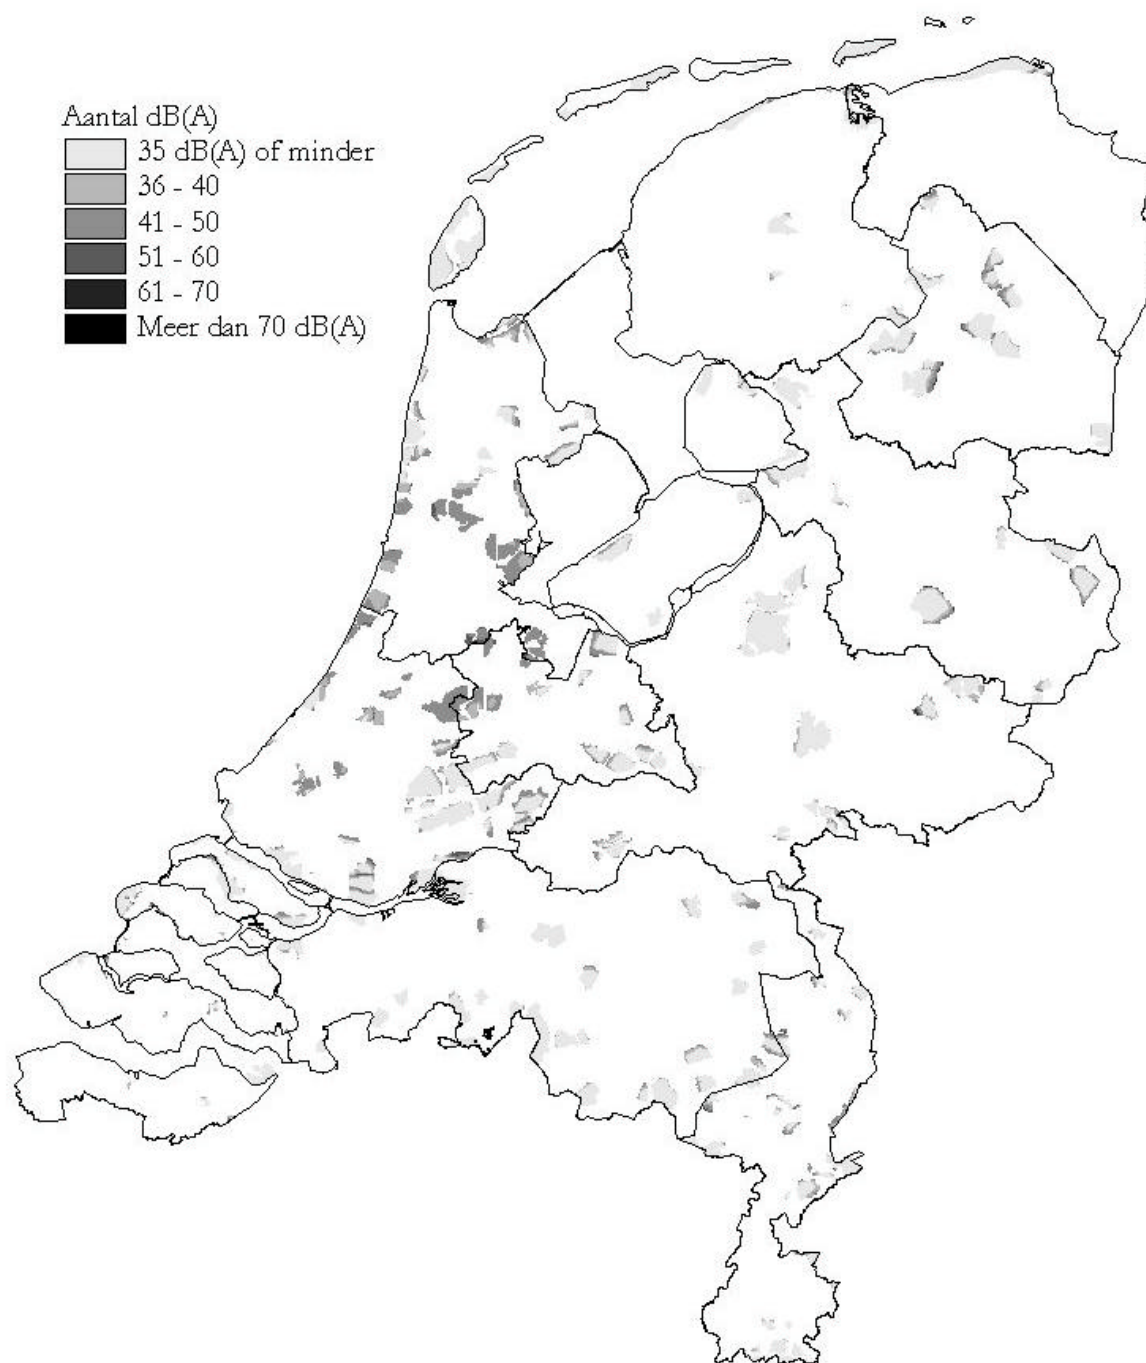 Aantal dB(A)
35 dB(A) of minder
36 - 40
41 - 50
51 - 60
61 - 70
Meer dan 70 dB(A)